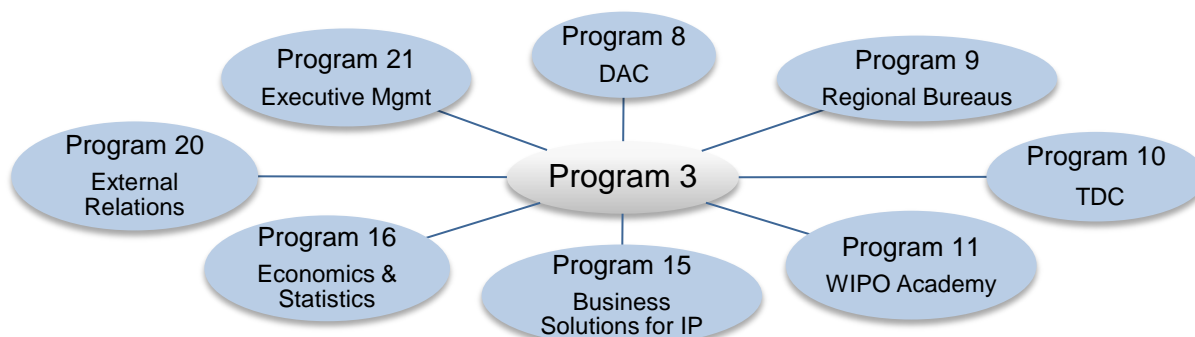 Program 8
DAC
Program 21
Executive Mgmt
Program 9
Regional Bureaus
Program 20
External
Relations
Program 3
Program 10
TDC
Program 16
Economics &
Statistics
Program 15
Business
Solutions for IP
Program 11
WIPO Academy